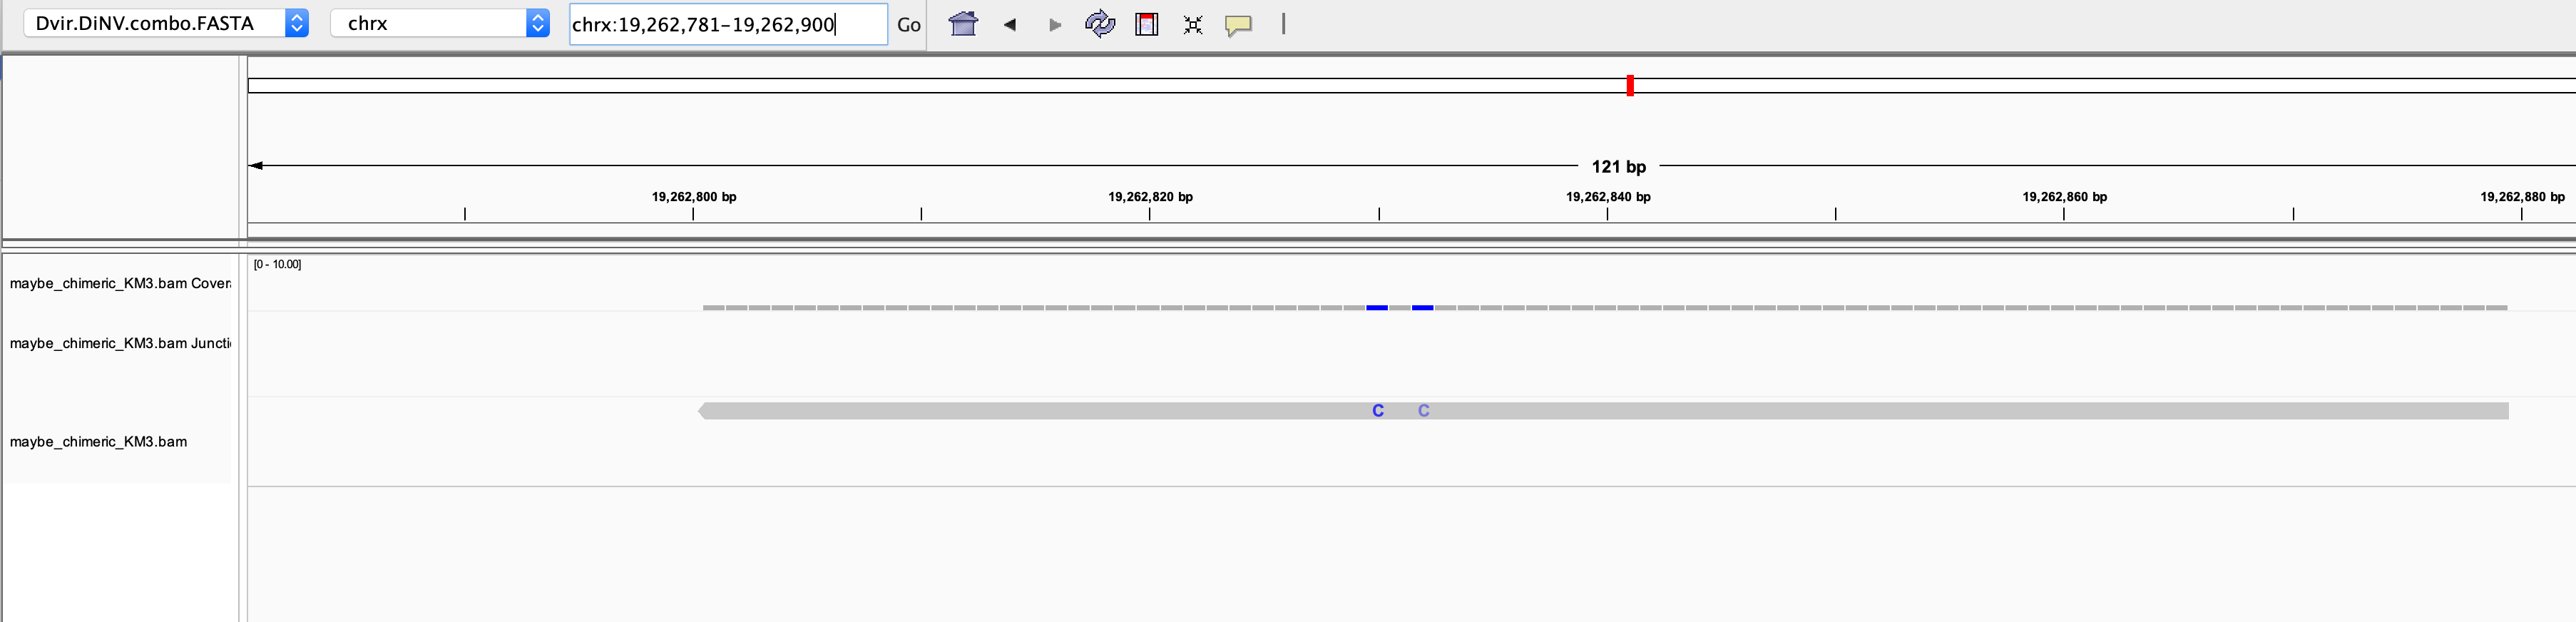 Dvir.DiNV.combo.FASTA chrx chrx:19,262,781-19,262,900 Go
121 bp
19,262,800 bp 19,262,820 bp 19,262,840 bp 19,262,860 bp 19,262,880 bp
[0 - 10.00]
maybe_chimeric_KM3.bam Cover
maybe_chimeric_KM3.bam Juncti
C C
maybe_chimeric_KM3.bam